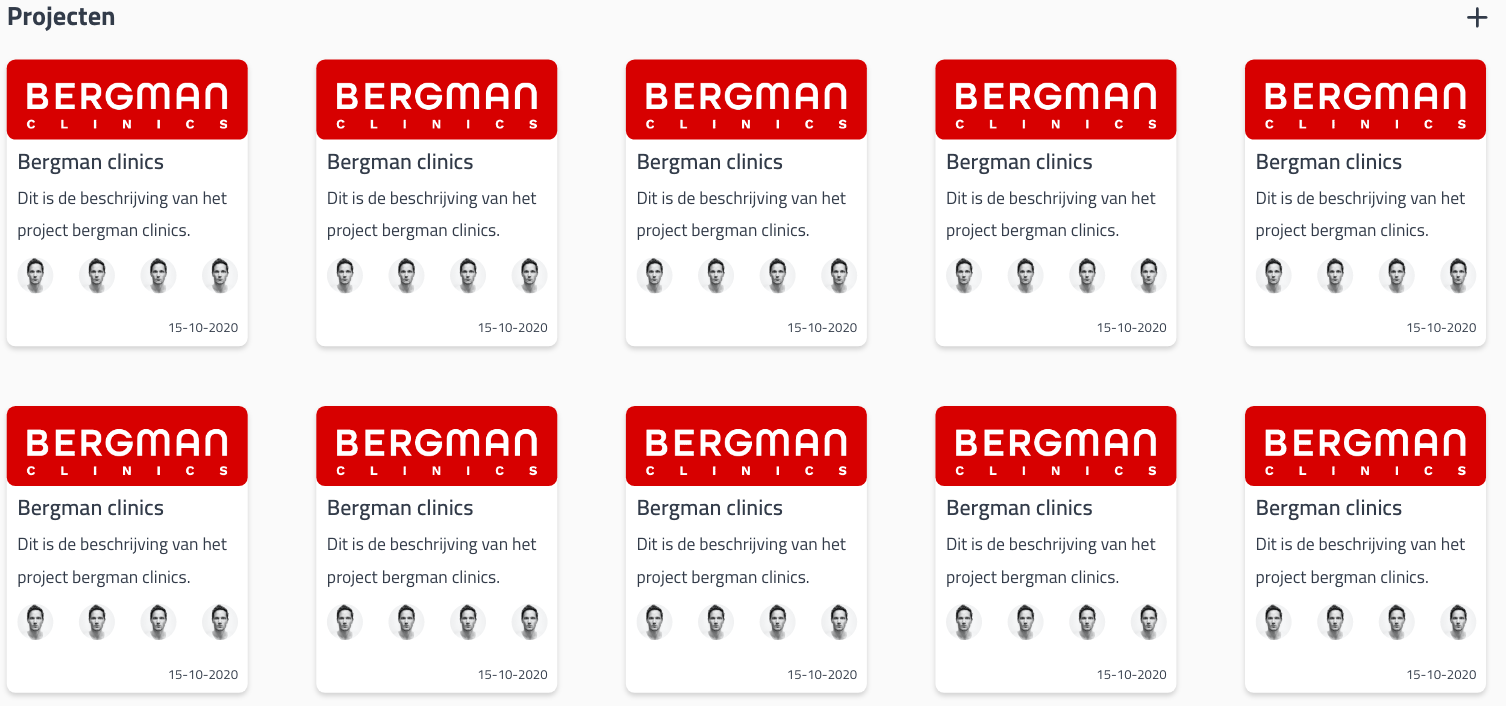 Projecten
BERGMAN
CLINICS
Bergman clinics
Dit is de beschrijving van het
project bergman clinics.
15-10-2020
BERGMAN
CLINICS
Bergman clinics
Dit is de beschrijving van het
project bergman clinics.
15-10-2020
BERGMAN
CLINICS
Bergman clinics
Dit is de beschrijving van het
project bergman clinics.
15-10-2020
BERGMAN
CLINICS
Bergman clinics
Dit is de beschrijving van het
project bergman clinics.
15-10-2020
BERGMAN
CLINICS
Bergman clinics
Dit is de beschrijving van het
project bergman clinics.
15-10-2020
BERGMAN
CLINICS
Bergman clinics
Dit is de beschrijving van het
project bergman clinics.
15-10-2020
BERGMAN
CLINICS
Bergman clinics
Dit is de beschrijving van het
project bergman clinics.
15-10-2020
BERGMAN
CLINICS
Bergman clinics
Dit is de beschrijving van het
project bergman clinics.
15-10-2020
BERGMAN
CLINICS
Bergman clinics
Dit is de beschrijving van het
project bergman clinics.
15-10-2020
BERGMAN
CLINICS
Bergman clinics
Dit is de beschrijving van het
project bergman clinics.
15-10-2020